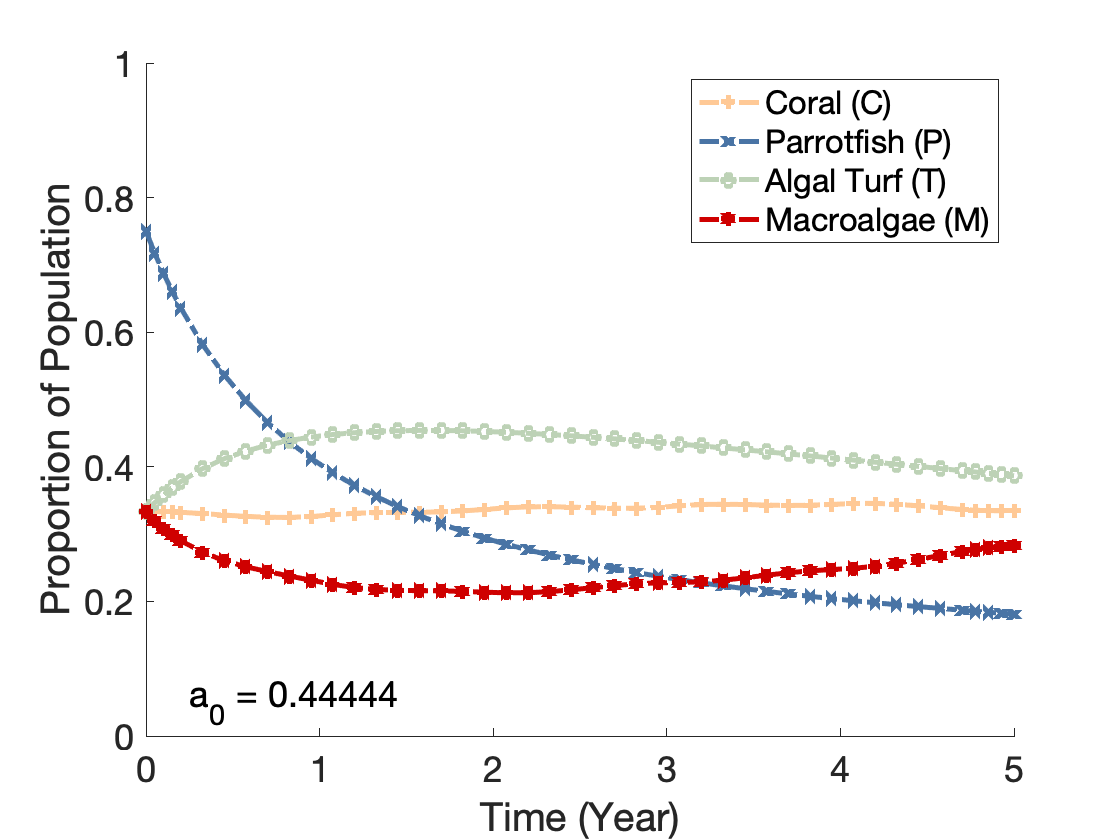 Coral (C)
Parrotfish (P)
Algal Turf (T)
Macroalgae (M)
Proportion of Population
1
0.8
0.6
0.4
0.2
0
a0 = 0.44444
0 1 2 3 4 5
Time (Year)